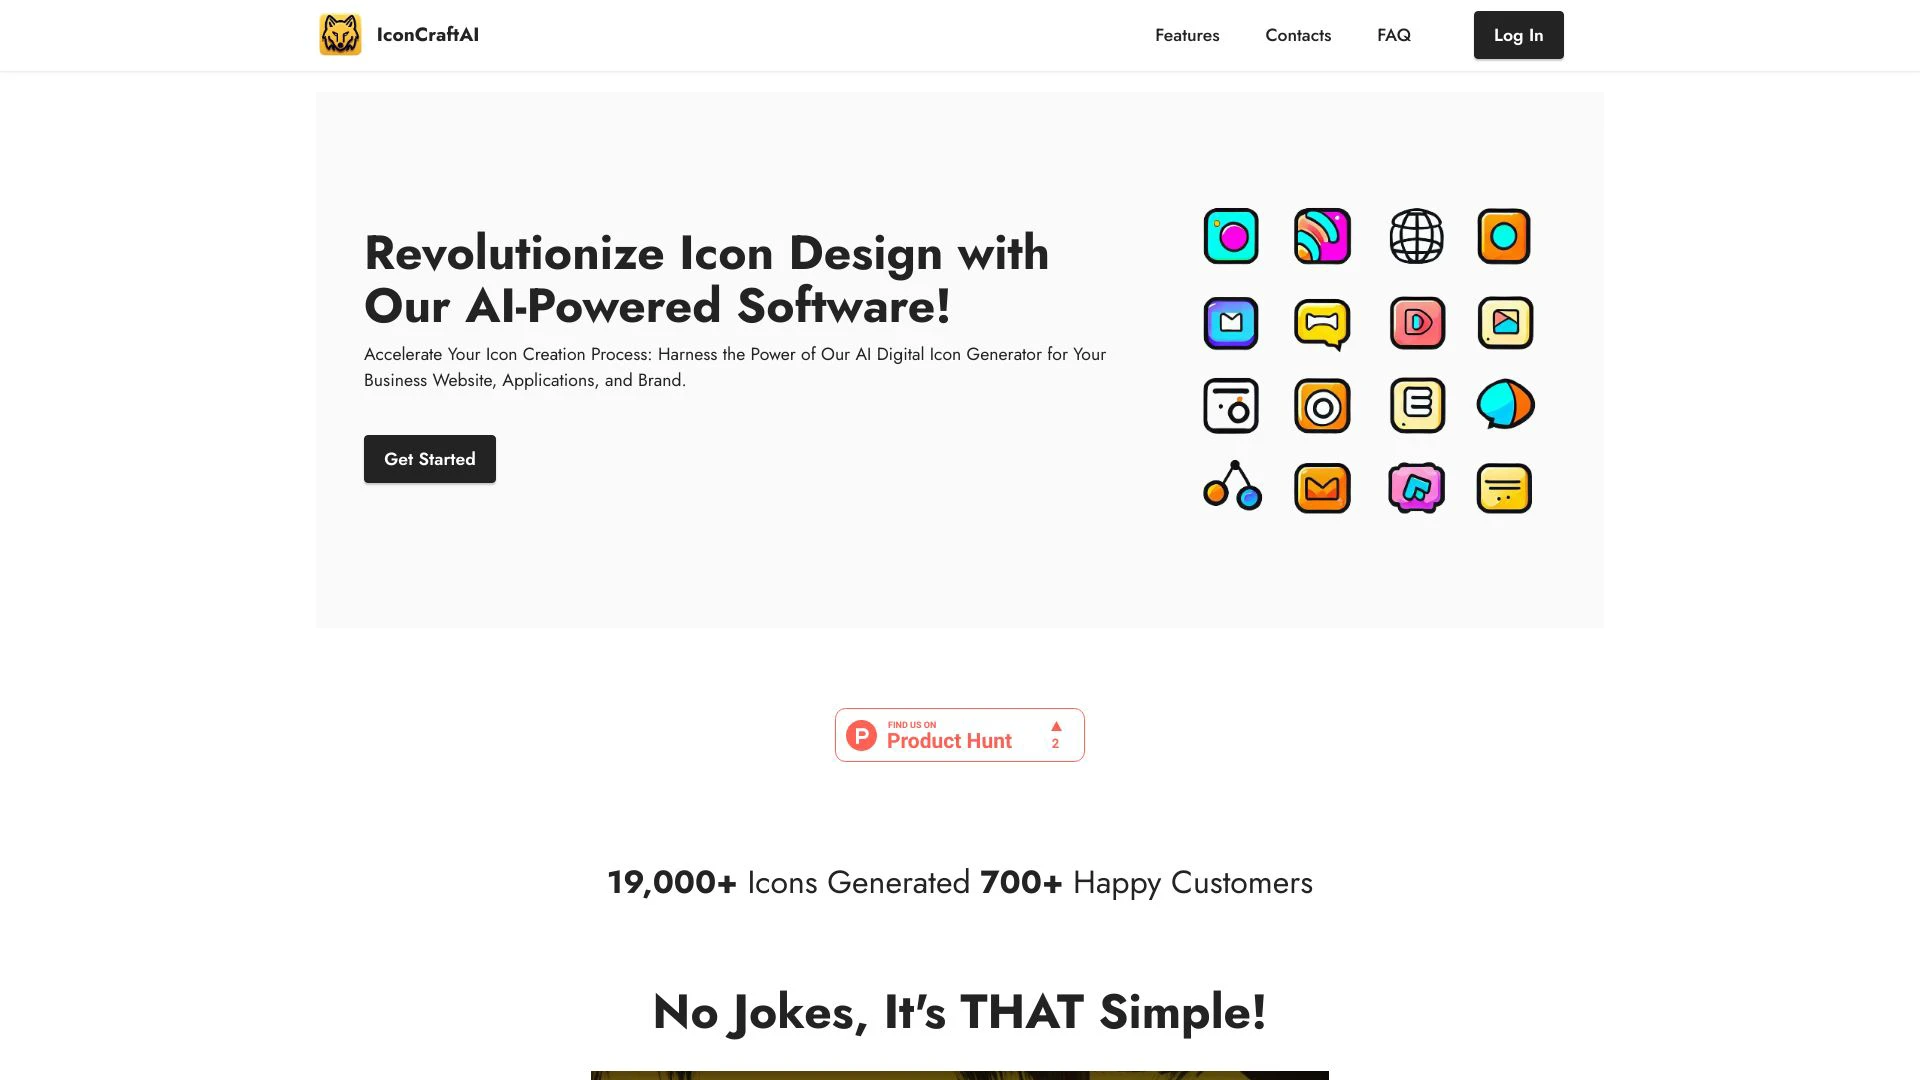 IconCraftAI
Features
Contacts
FAQ
Log In
Revolutionize Icon Design with
Our AI-Powered Software!
Accelerate Your Icon Creation Process: Harness the Power of Our AI Digital Icon Generator for Your
Business Website, Applications, and Brand.
Get Started
P
FIND US ON
Product Hunt
2
19,000+ Icons Generated 700+ Happy Customers
No Jokes, It's THAT Simple!